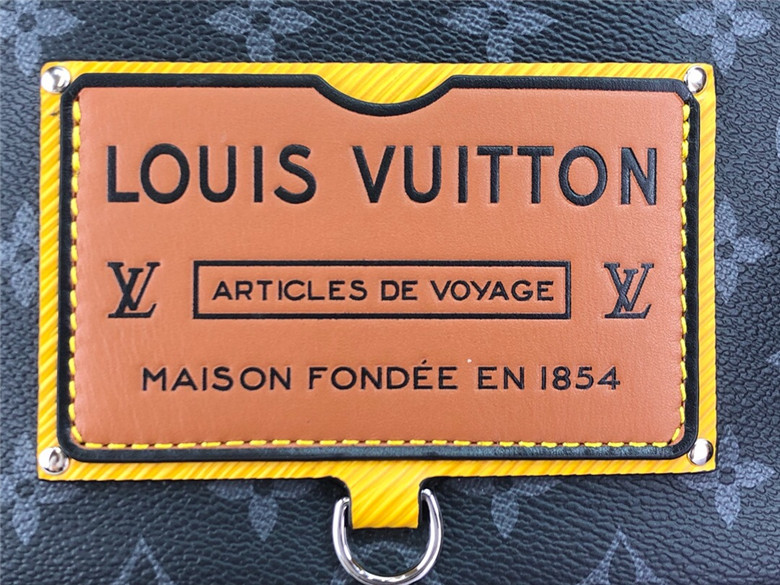 LOUIS VUITTON
LV ARTICLES DE VOYAGE LV
MAISON FONDÉE EN 1854